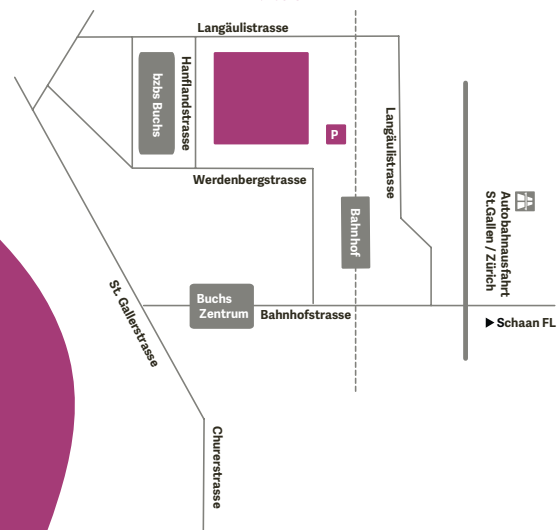 Langäulistrasse
bzbs Buchs
Hanflandstrasse
P
Langäulistrasse
Werdenbergstrasse
Bahnhof
Autobahnausfahrt
St.Gallen / Zürich
St. Gallerstrasse
Buchs
Zentrum
Bahnhofstrasse
Schaan FL
Churerstrasse